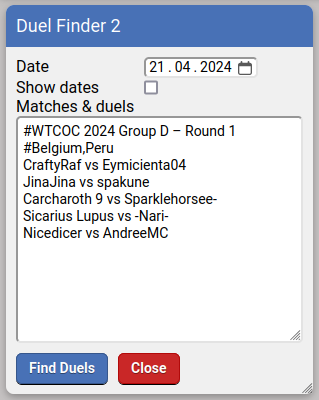 Duel Finder 2
Date 21.04.2024
Show dates
Matches & duels
#WTCOC 2024 Group D – Round 1
#Belgium,Peru
CraftyRaf vs Eymicienta04
JinaJina vs spakune
Carcharoth 9 vs Sparklehorsee-
Sicarius Lupus vs -Nari-
Nicedicer vs AndreeMC
Find Duels Close